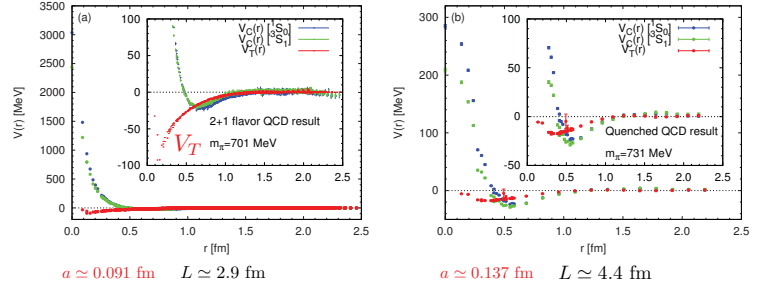 (a)
V_C(r) [^1S_0]
V_C(r) [^3S_1]
V_T(r)
2+1 flavor QCD result
V_T
m_π=701 MeV
V(r) [MeV]
3500
3000
2500
2000
1500
1000
500
0
100
50
0
-50
-100
0.0 0.5 1.0 1.5 2.0 2.5
0.0 0.5 1.0 1.5 2.0 2.5
r [fm]
a ≃ 0.091 fm L ≃ 2.9 fm
(b)
V_C(r) [^1S_0]
V_C(r) [^3S_1]
V_T(r)
Quenched QCD result
m_π=731 MeV
V(r) [MeV]
300
200
100
0
100
50
0
-50
0.0 0.5 1.0 1.5 2.0 2.5
0.0 0.5 1.0 1.5 2.0 2.5
r [fm]
a ≃ 0.137 fm L ≃ 4.4 fm